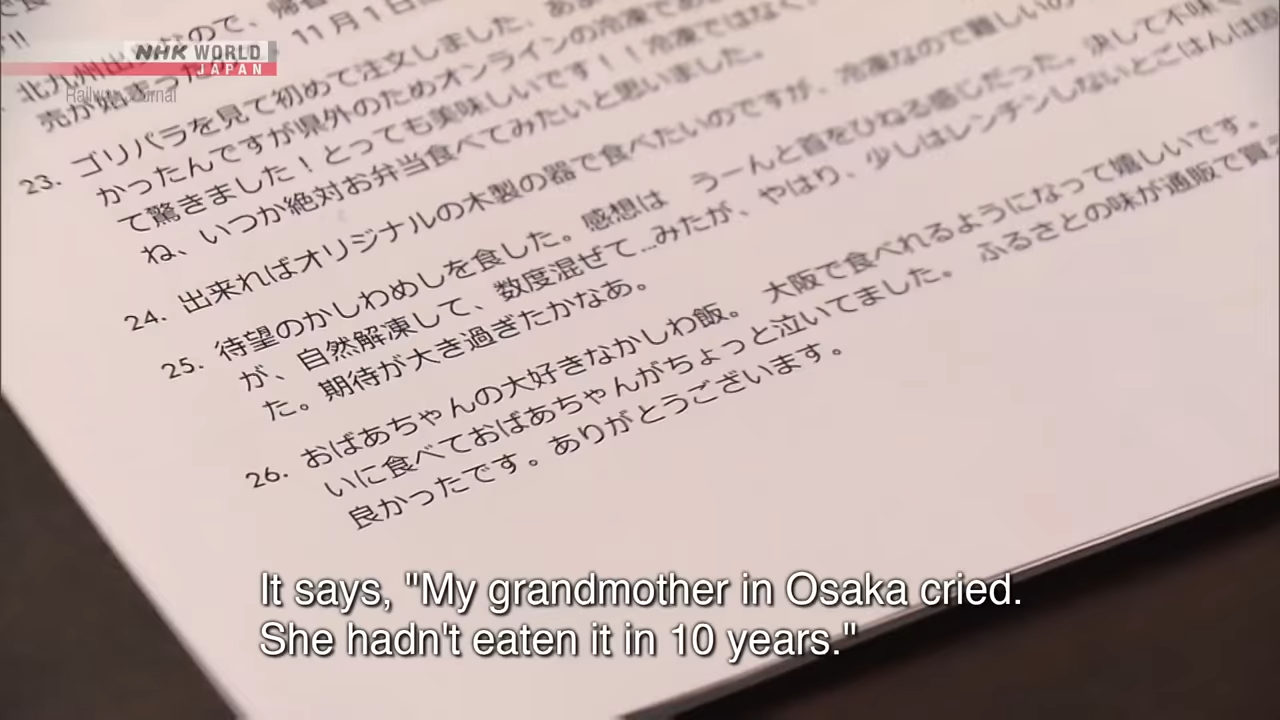 NHK WORLD
JAPAN
Railway Journal
北九州出 なので、帰省
11月1日
23. ゴリパラを見て初めて注文しました。
かったんですが県外のためオンラインの冷凍であ
て驚きました！とっても美味しいです！冷凍ではなく、
ね、いつか絶対お弁当食べてみたいと思いました。
24. 出来ればオリジナルの木製の器で食べたいのですが、冷凍なので難しいの
25. 待望のかしわめしを食した。感想は うーんと首をひねる感じだった。決して不味く
が、自然解凍して、数度混ぜて...みたが、やはり、少しはレンチンしないとごはんは
た。期待が大き過ぎたかなあ。
26. おばあちゃんの大好きなかしわ飯。 大阪で食べれるようになって嬉しいです。
いに食べておばあちゃんがちょっと泣いてました。 ふるさとの味が通販で買
良かったです。ありがとうございます。
It says, "My grandmother in Osaka cried.
She hadn't eaten it in 10 years."